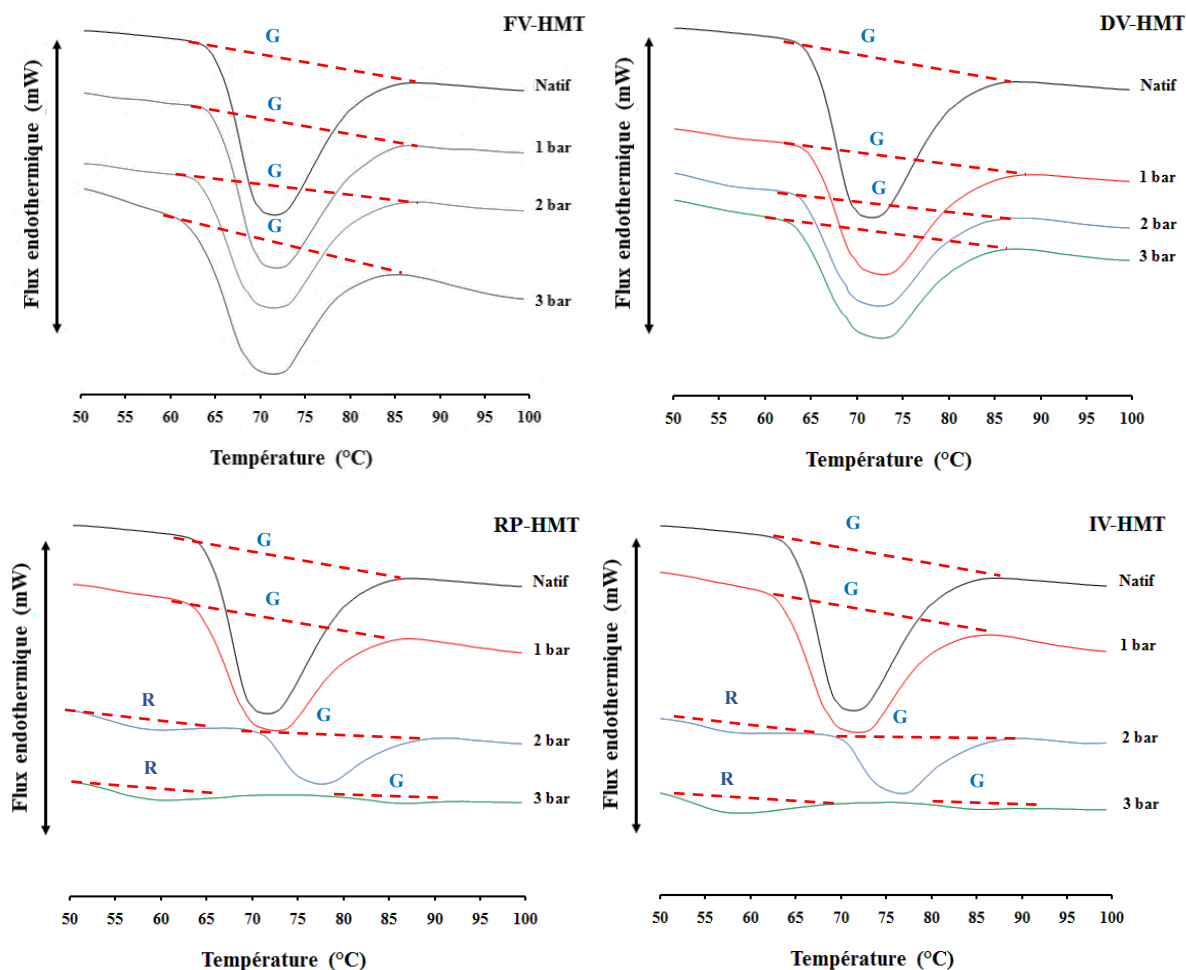 FV-HMT
Flux endothermique (mW)
G
Natif
G
1 bar
G
2 bar
G
3 bar
50 55 60 65 70 75 80 85 90 95 100
Température (°C)
DV-HMT
Flux endothermique (mW)
G
Natif
G
1 bar
G
2 bar
3 bar
50 55 60 65 70 75 80 85 90 95 100
Température (°C)
RP-HMT
Flux endothermique (mW)
G
Natif
G
1 bar
R
G
2 bar
R
G
3 bar
50 55 60 65 70 75 80 85 90 95 100
Température (°C)
IV-HMT
Flux endothermique (mW)
G
Natif
G
1 bar
R
G
2 bar
R
G
3 bar
50 55 60 65 70 75 80 85 90 95 100
Température (°C)